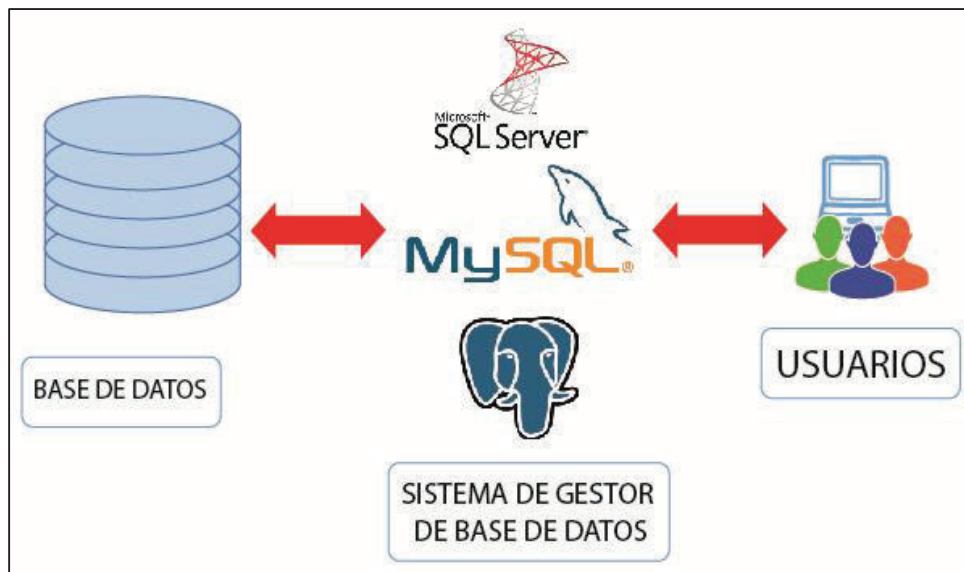 Microsoft
SQL Server
MySQL®
BASE DE DATOS
USUARIOS
SISTEMA DE GESTOR
DE BASE DE DATOS